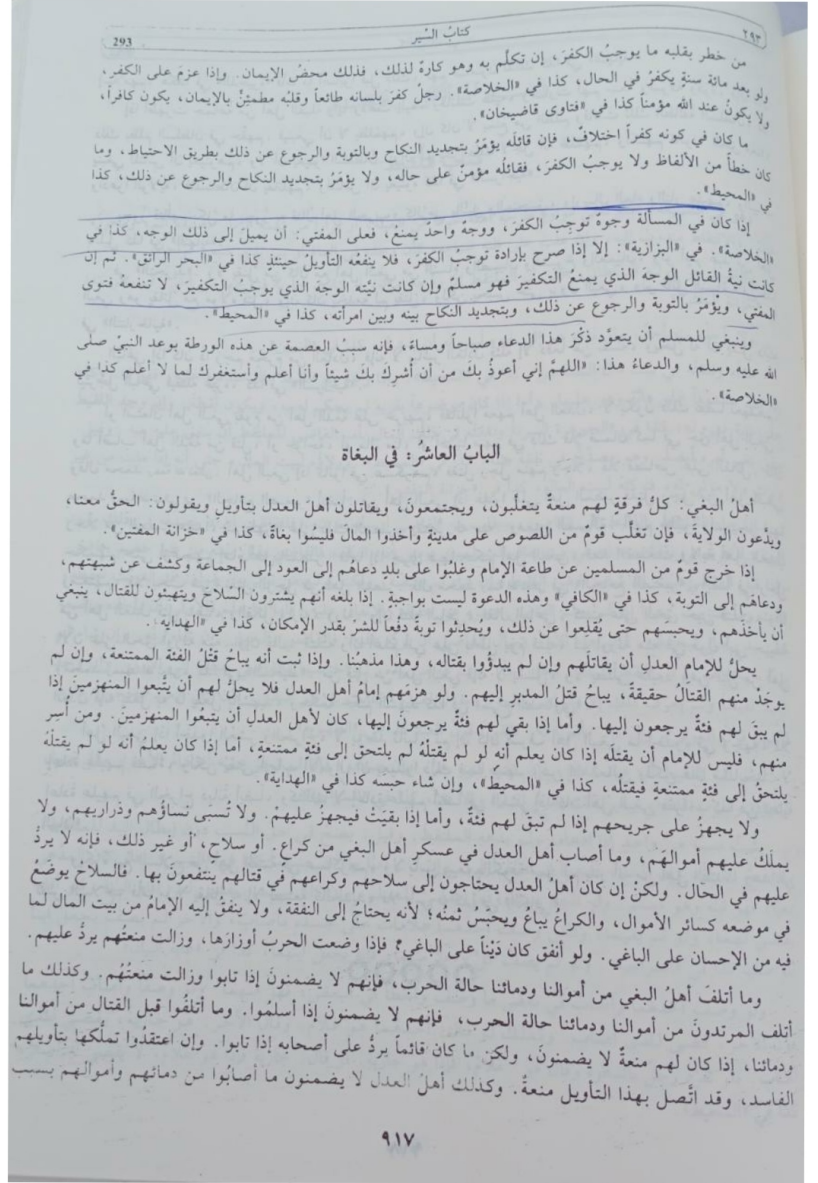 ٢٩٣ كتابُ السِّير 293
من خطر بقلبه ما يوجبُ الكفرَ، إن تكلَّم به وهو كارهٌ لذلك، فذلك محضُ الإيمان. وإذا عزمَ على الكفر،
ولو بعد مائة سنةٍ يكفرُ في الحال، كذا في «الخلاصة». رجلٌ كفرَ بلسانه طائعاً وقلبه مطمئنٌّ بالإيمان، يكون كافراً،
ولا يكونُ عند الله مؤمناً كذا في «فتاوى قاضيخان».
ما كان في كونه كفراً اختلافٌ، فإن قائلَه يؤمَرُ بتجديد النكاح وبالتوبة والرجوع عن ذلك بطريق الاحتياط، وما
كان خطأً من الألفاظ ولا يوجبُ الكفرَ، فقائلُه مؤمنٌ على حاله، ولا يؤمَرُ بتجديد النكاح والرجوع عن ذلك، كذا
في «المحيط».
إذا كان في المسألة وجوهٌ توجِبُ الكفرَ، ووجهٌ واحدٌ يمنعُ، فعلى المفتي: أن يميلَ إلى ذلك الوجه، كذا في
«الخلاصة». في «البزازية»: إلا إذا صرح بإرادة توجبُ الكفرَ، فلا ينفعُه التأويلُ حينئذٍ كذا في «البحر الرائق». ثم إن
كانت نيةُ القائل الوجهَ الذي يمنعُ التكفيرَ فهو مسلمٌ وإن كانت نيَّته الوجهَ الذي يوجبُ التكفيرَ، لا تنفعهُ فتوى
المفتي، ويُؤمَرُ بالتوبة والرجوع عن ذلك، وبتجديد النكاح بينه وبين امرأته، كذا في «المحيط».
وينبغي للمسلم أن يتعوَّد ذكْرَ هذا الدعاء صباحاً ومساءً، فإنه سببُ العصمة عن هذه الورطة بوعد النبيِّ صلى
الله عليه وسلم، والدعاءُ هذا: «اللهمَّ إني أعوذُ بكَ من أن أُشركَ بكَ شيئاً وأنا أعلم وأستغفرك لما لا أعلم كذا في
«الخلاصة».
البابُ العاشرُ: في البغاة
أهلُ البغي: كلُّ فرقةٍ لهم منعةٌ يتغلَّبون، ويجتمعونَ، ويقاتلون أهلَ العدل بتأويلٍ ويقولون: الحقُّ معنا،
ويدَّعون الولايةَ، فإن تغلَّب قومٌ من اللصوص على مدينةٍ وأخذوا المالَ فليسُوا بغاةً، كذا في «خزانة المفتين».
إذا خرج قومٌ من المسلمين عن طاعة الإمام وغلبُوا على بلدٍ دعاهُم إلى العود إلى الجماعة وكشف عن شبهتهم،
ودعاهُم إلى التوبة، كذا في «الكافي» وهذه الدعوة ليست بواجبةٍ. إذا بلغه أنهم يشترون السِّلاحَ ويتهيئون للقتال، ينبغي
أن يأخذَهم، ويحبسَهم حتى يُقلِعوا عن ذلك، ويُحدِثوا توبةً دفعاً للشرِّ بقدر الإمكان، كذا في «الهداية».
يحلُّ للإمام العدلِ أن يقاتلَهم وإن لم يبدؤُوا بقتاله، وهذا مذهبُنا. وإذا ثبت أنه يباحُ قتلُ الفئة الممتنعة، وإن لم
يوجَدْ منهم القتالُ حقيقةً، يباحُ قتلُ المدبر إليهم. ولو هزمَهُم إمامُ أهل العدل فلا يحلُّ لهم أن يتَّبعوا المنهزمينَ إذا
لم يبقَ لهم فئةٌ يرجعون إليها. وأما إذا بقي لهم فئةٌ يرجعونَ إليها، كان لأهل العدلِ أن يتبعُوا المنهزمينَ. ومن أُسِر
منهم، فليس للإمام أن يقتلَه إذا كان يعلم أنه لو لم يقتلْهُ لم يلتحق إلى فئةٍ ممتنعةٍ، أما إذا كان يعلمُ أنه لو لم يقتلْهُ
يلتحق إلى فئةٍ ممتنعةٍ فيقتلُه، كذا في «المحيط»، وإن شاء حبسَه كذا في «الهداية».
ولا يجهزُ على جريحهم إذا لم تبقَ لهم فئةٌ، وأما إذا بقيَتْ فيجهزُ عليهمْ. ولا تُسبَى نساؤُهم وذراريهم، ولا
يملَكُ عليهم أموالَهم، وما أصاب أهل العدل في عسكر أهل البغي من كراعٍ. أو سلاحٍ، أو غير ذلك، فإنه لا يردُّ
عليهم في الحَال. ولكنْ إن كان أهلُ العدل يحتاجون إلى سلاحهم وكراعهم في قتالهم ينتفعونَ بها. فالسلاحُ يوضَعُ
في موضعه كسائر الأموال، والكراعُ يباعُ ويحبَّسُ ثمنُه؛ لأنه يحتاجُ إلى النفقة، ولا ينفقُ إليه الإمامُ من بيت المال لما
فيه من الإحسان على الباغي. ولو أنفق كان دَيْناً على الباغي؟ فإذا وضعت الحربُ أوزارَها، وزالت منعتُهم يردُّ عليهم.
وما أتلفَ أهلُ البغي من أموالنا ودمائنا حالةَ الحرب، فإنهم لا يضمنونَ إذا تابوا وزالت منعتُهُم. وكذلك ما
أتلف المرتدونَ من أموالنا ودمائنا حالة الحرب، فإنهم لا يضمنونَ إذا أسلمُوا. وما أتلفُوا قبل القتال من أموالنا
ودمائنا، إذا كان لهم منعةٌ لا يضمنونَ، ولكن ما كان قائماً يردُّ على أصحابه إذا تابوا. وإن اعتقدُوا تملُّكها بتأويلهم
الفاسد، وقد اتَّصل بهذا التأويل منعةٌ. وكذلك أهلُ العدل لا يضمنون ما أصابُوا من دمائهم وأموالهم بسبب
٩١٧